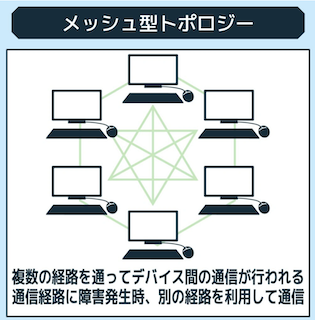 メッシュ型トポロジー
複数の経路を通ってデバイス間の通信が行われる
通信経路に障害発生時、別の経路を利用して通信